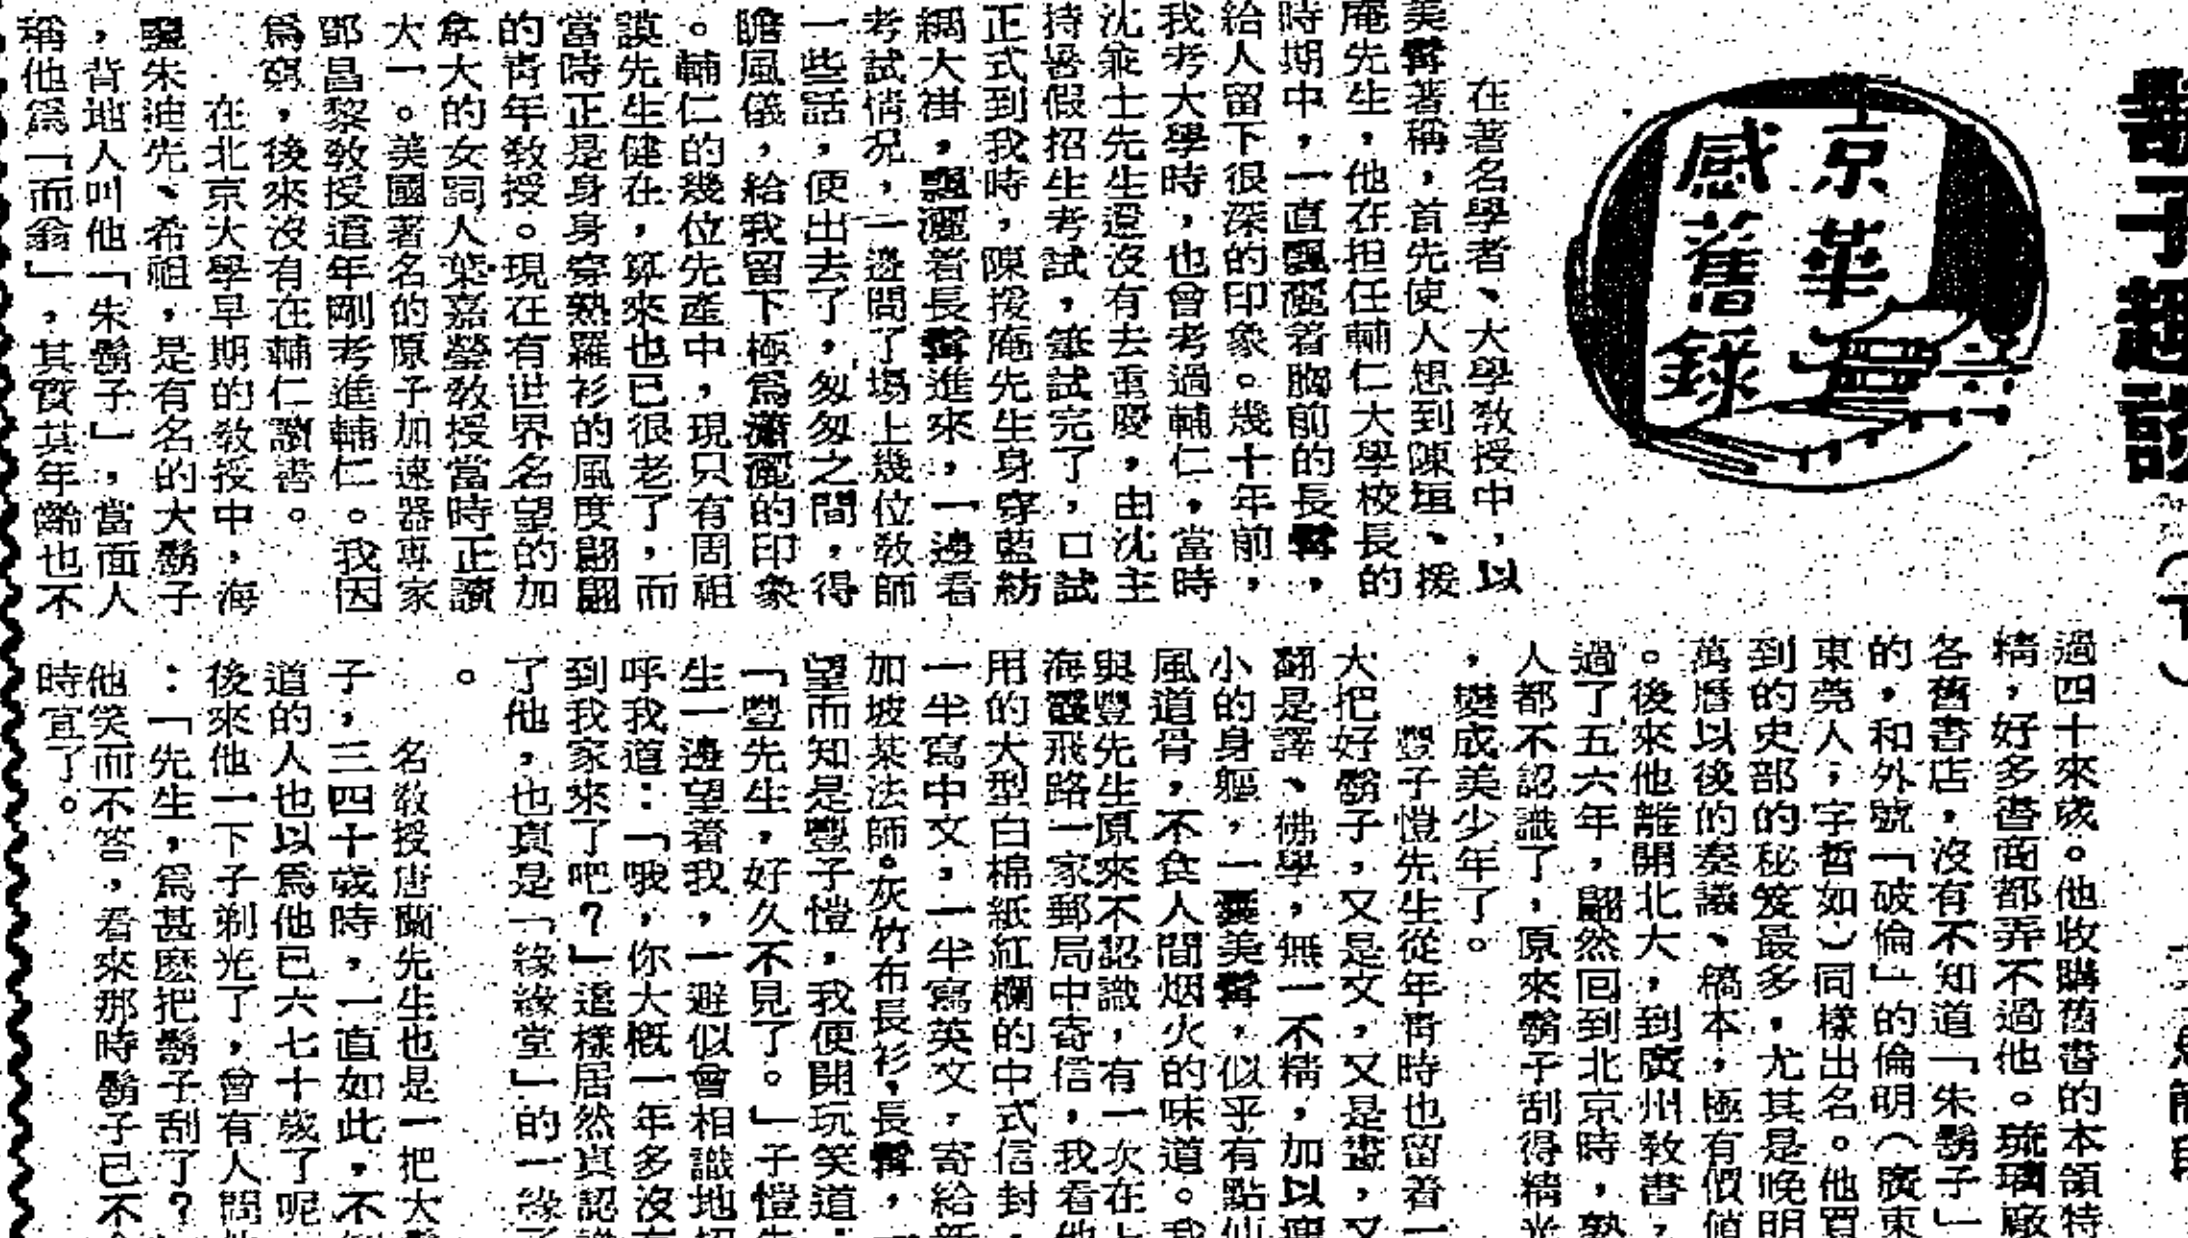 鬍子趣談
（下）
京華
感舊錄
在著名學者、大學教授中，以
美髯著稱，首先使人想到陳垣、援
庵先生，他在担任輔仁大學校長的
時期中，一直飄灑着胸前的長髯，
給人留下很深的印象。幾十年前，
我考大學時，也曾考過輔仁，當時
沈兼士先生還沒有去重慶，由沈主
持暑假招生考試，筆試完了，口試
正式到我時，陳援庵先生身穿藍紡
綢大褂，飄灑着長髯進來，一邊看
考試情況，一邊問了場上幾位教師
一些話，便出去了，匆匆之間，得
瞻風儀，給我留下極爲瀟灑的印象
。輔仁的幾位先產中，現只有周祖
謨先生健在，算來也已很老了，而
當時正是身身穿熟羅衫的風度翩翩
的青年教授。現在有世界名望的加
拿大的女詞人葉嘉瑩教授當時正讀
大一。美國著名的原子加速器專家
鄧昌黎教授這年剛考進輔仁。我因
爲窮，後來沒有在輔仁讀書。
在北京大學早期的教授中，海
鹽朱逷先、希祖，是有名的大鬍子
，背地人叫他「朱鬍子」，當面人
稱他爲「而翁」，其實其年齡也不
過四十來歲。他收購舊書的本領特
精，好多書商都弄不過他。琉璃廠
各舊書店，沒有不知道「朱鬍子」
的，和外號「破倫」的倫明（廣東
東莞人，字哲如）同樣出名。他買
到的史部的秘笈最多，尤其是晚明
萬曆以後的奏議、稿本，極有價值
。後來他離開北大，到廣州教書，
過了五六年，翩然回到北京時，熟
人都不認識了，原來鬍子刮得精光
，變成美少年了。
豐子愷先生從年青時也留着一
大把好鬍子，又是文，又是畫，又
翻是譯、佛學，無一不精，加以
小的身軀，一囊美髯，似乎有點仙
風道骨，不食人間烟火的味道。我
與豐先生原來不認識，有一次在上
海霞飛路一家郵局中寄信，我看他
用的大型白棉紙紅欄的中式信封，
一半寫中文，一半寫英文，寄給新
加坡某法師。灰竹布長衫，長髯，
望而知是豐子愷，我便開玩笑道：
「豐先生，好久不見了。」子愷先
生一邊望着我，一避似曾相識地招
呼我道：「哦，你大概一年多沒有
到我家來了吧？」這樣居然真認識
了他，也真是「緣緣堂」的一緣了
。
名教授唐蘭先生也是一把大鬍
子，三四十歲時，一直如此，不知
道的人也以爲他已六七十歲了呢
後來他一下子剃光了，曾有人問他
：「先生，爲甚麽把鬍子刮了？
他笑而不答，看來那時鬍子已不合
時宜了。